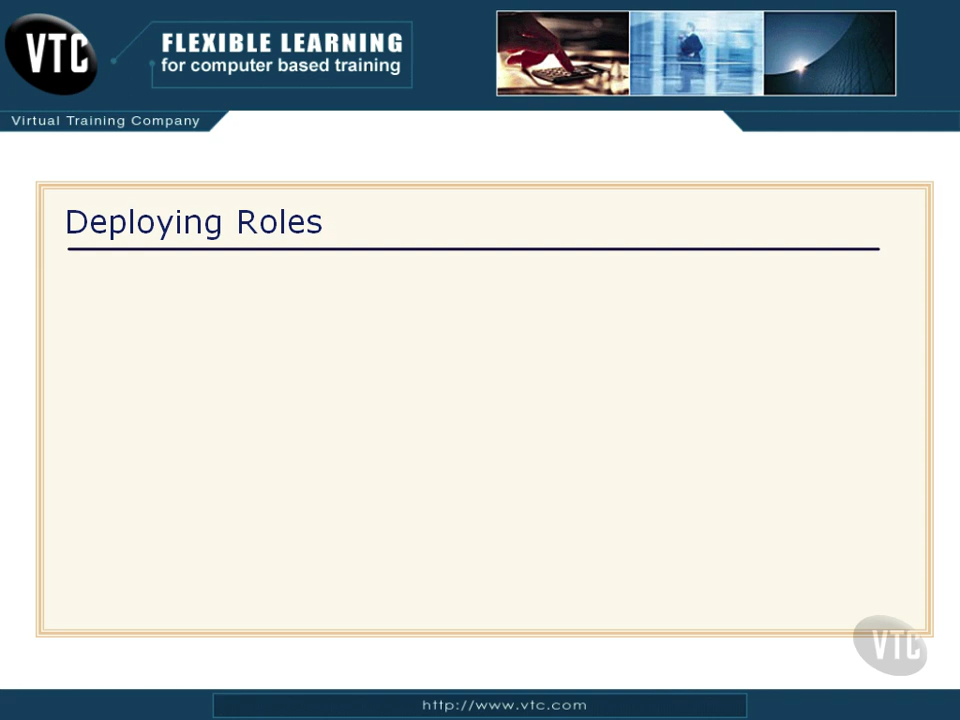 VTC
FLEXIBLE LEARNING
for computer based training
Virtual Training Company
Deploying Roles
VTC
http://www.vtc.com